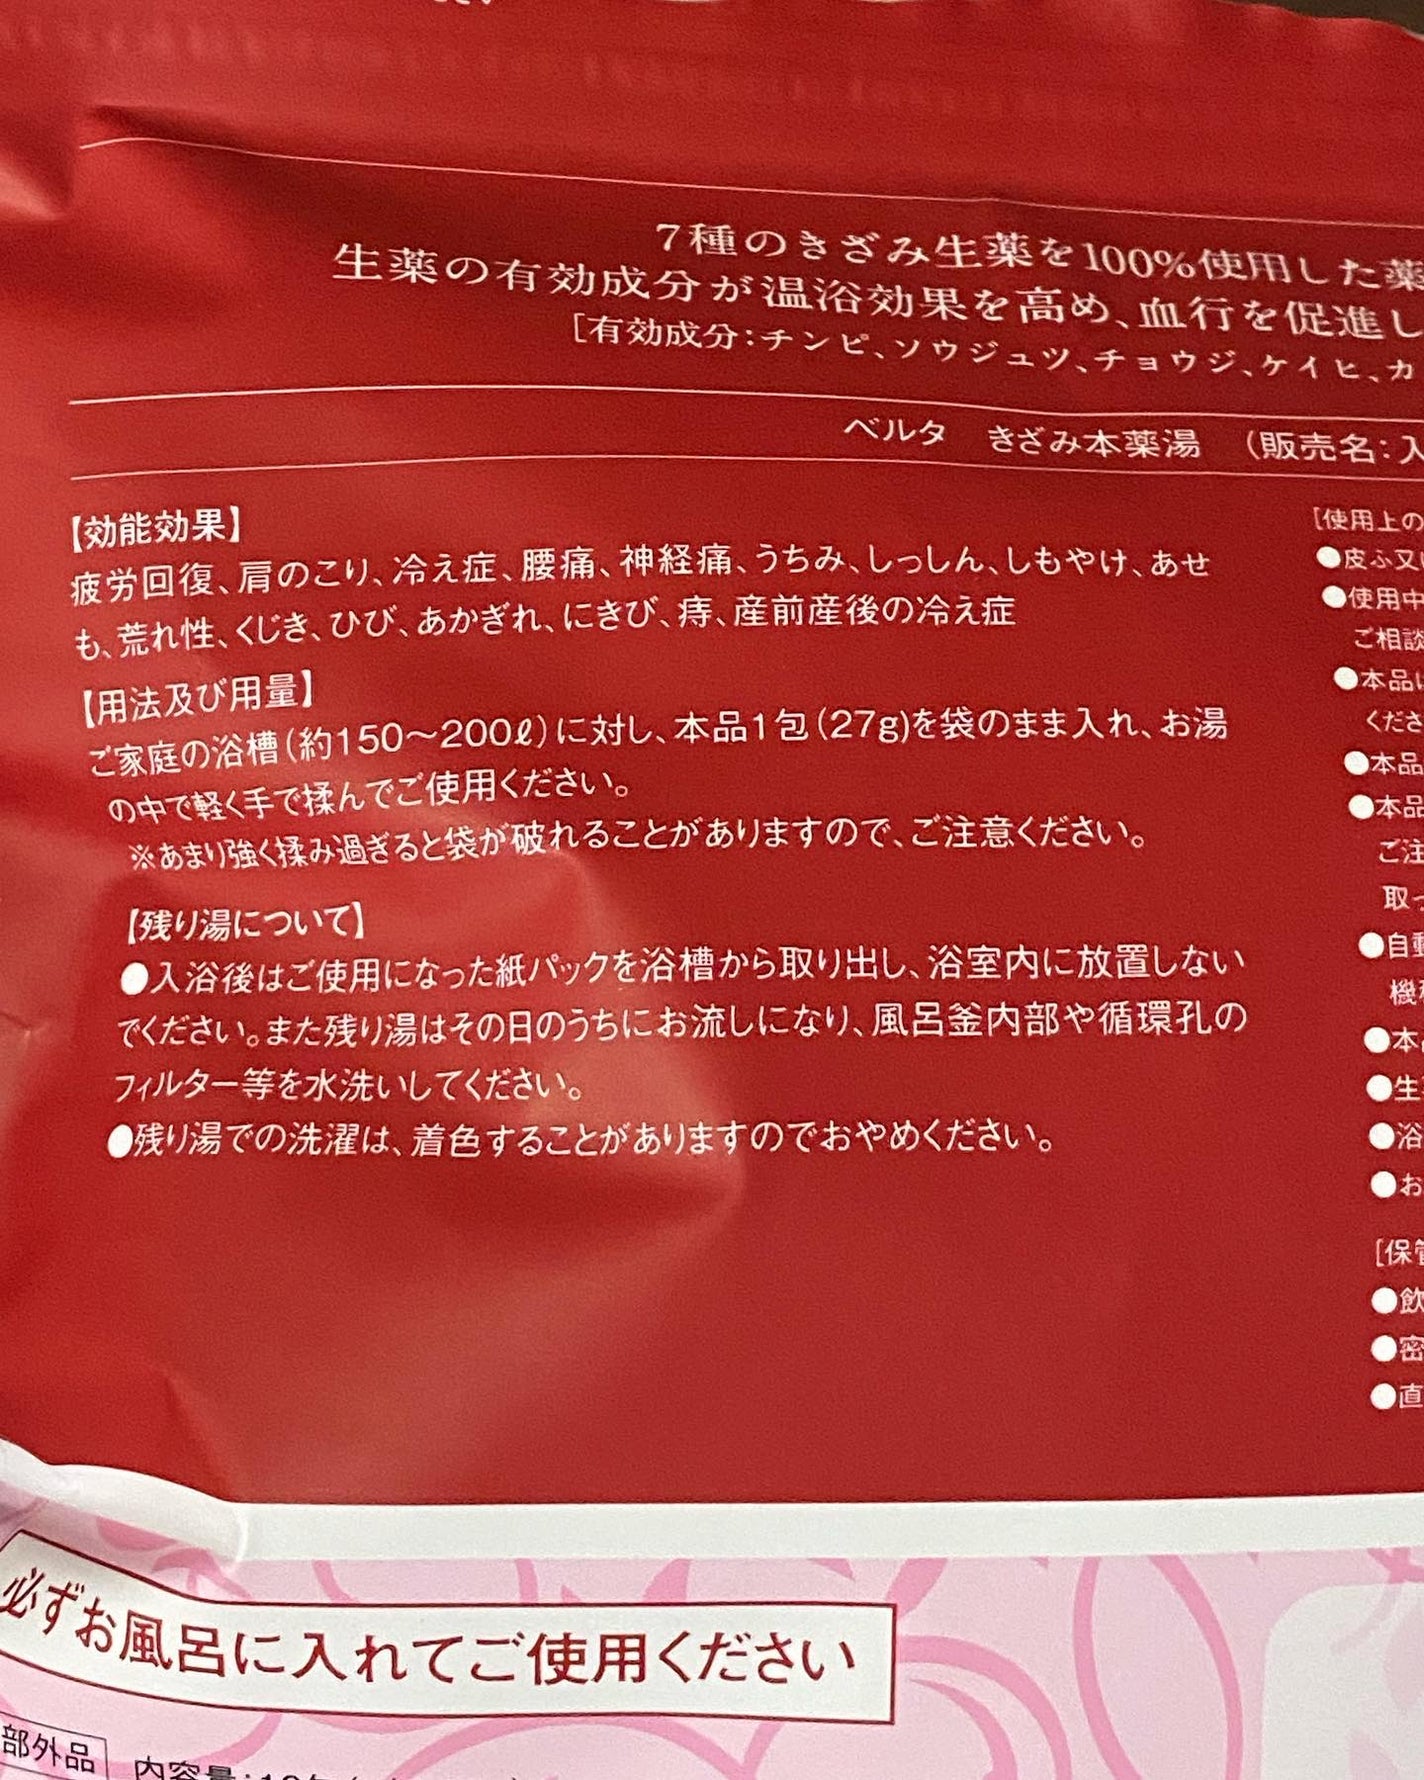 7種のきざみ生薬を100%使用した薬
生薬の有効成分が温浴効果を高め、血行を促進し
[有効成分:チンピ、ソウジュツ、チョウジ、ケイヒ、カ
ベルタ　きざみ本薬湯　(販売名:入
【効能効果】
疲労回復、肩のこり、冷え症、腰痛、神経痛、うちみ、しっしん、しもやけ、あせ
も、荒れ性、くじき、ひび、あかぎれ、にきび、痔、産前産後の冷え症
【用法及び用量】
ご家庭の浴槽(約150〜200ℓ)に対し、本品1包(27g)を袋のまま入れ、お湯
の中で軽く手で揉んでご使用ください。
※あまり強く揉み過ぎると袋が破れることがありますので、ご注意ください。
【残り湯について】
●入浴後はご使用になった紙パックを浴槽から取り出し、浴室内に放置しない
でください。また残り湯はその日のうちにお流しになり、風呂釜内部や循環孔の
フィルター等を水洗いしてください。
●残り湯での洗濯は、着色することがありますのでおやめください。
[使用上の
●皮ふ又
●使用中
ご相談
●本品は
くださ
●本品
●本品
ご注
取っ
●自動
機
●本
●生
●浴
●お
[保管
●飲
●密
●直
必ずお風呂に入れてご使用ください
部外品
内容量: